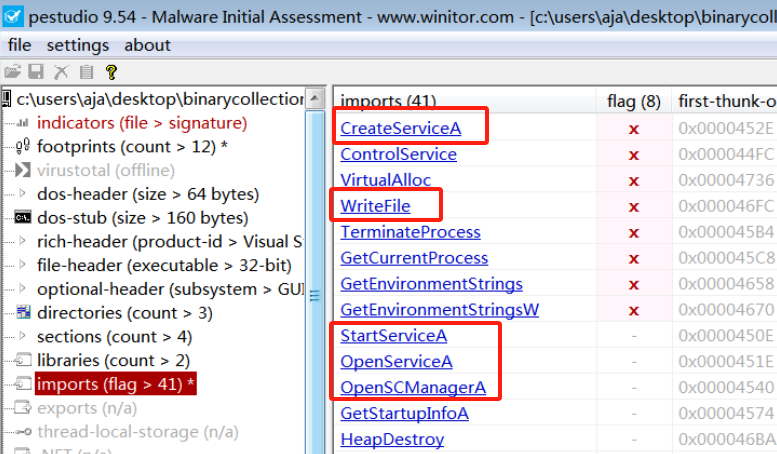 pestudio 9.54 - Malware Initial Assessment - www.winitor.com - [c:\users\aja\desktop\binarycoll
file settings about
c:\users\aja\desktop\binarycollection
indicators (file > signature)
footprints (count > 12) *
virustotal (offline)
dos-header (size > 64 bytes)
dos-stub (size > 160 bytes)
rich-header (product-id > Visual S
file-header (executable > 32-bit)
optional-header (subsystem > GUI
directories (count > 3)
sections (count > 4)
libraries (count > 2)
imports (flag > 41) *
exports (n/a)
thread-local-storage (n/a)
.NET (n/a)
imports (41) flag (8) first-thunk-o
CreateServiceA x 0x0000452E
ControlService x 0x000044FC
VirtualAlloc x 0x00004736
WriteFile x 0x000046FC
TerminateProcess x 0x000045B4
GetCurrentProcess x 0x000045C8
GetEnvironmentStrings x 0x00004658
GetEnvironmentStringsW x 0x00004670
StartServiceA - 0x0000450E
OpenServiceA - 0x0000451E
OpenSCManagerA - 0x00004540
GetStartupInfoA - 0x00004574
HeapDestroy - 0x000046BA